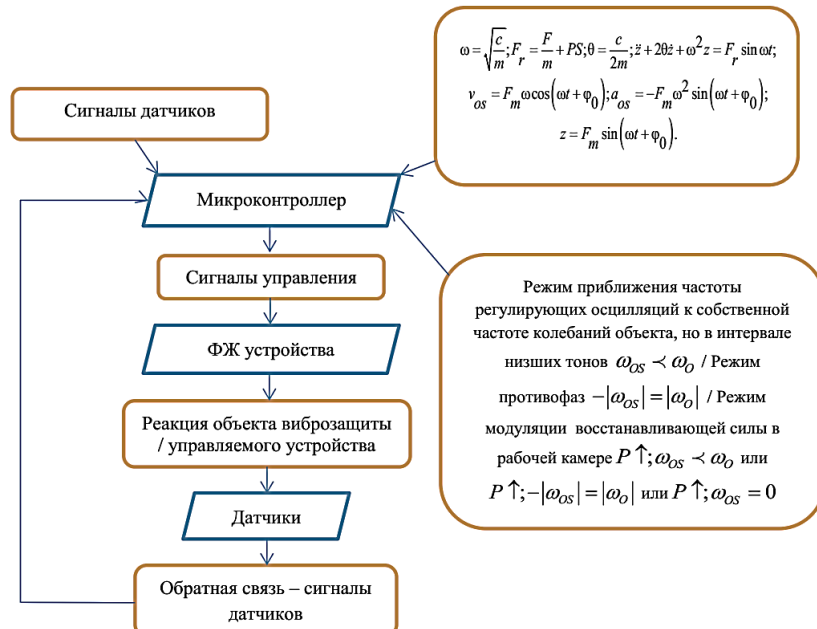 ω = √(c/m); F_r = F/m + PS; θ = c/2m; z̈ + 2θż + ω²z = F_r sin ωt;
v_os = F_m ω cos(ωt + φ_0); a_os = −F_m ω² sin(ωt + φ_0);
z = F_m sin(ωt + φ_0).
Сигналы датчиков
Микроконтроллер
Сигналы управления
ФЖ устройства
Реакция объекта виброзащиты
/ управляемого устройства
Датчики
Обратная связь – сигналы
датчиков
Режим приближения частоты
регулирующих осцилляций к собственной
частоте колебаний объекта, но в интервале
низших тонов ω_OS ≺ ω_O / Режим
противофаз −|ω_OS| = |ω_O| / Режим
модуляции восстанавливающей силы в
рабочей камере P ↑; ω_OS ≺ ω_O или
P ↑; −|ω_OS| = |ω_O| или P ↑; ω_OS = 0